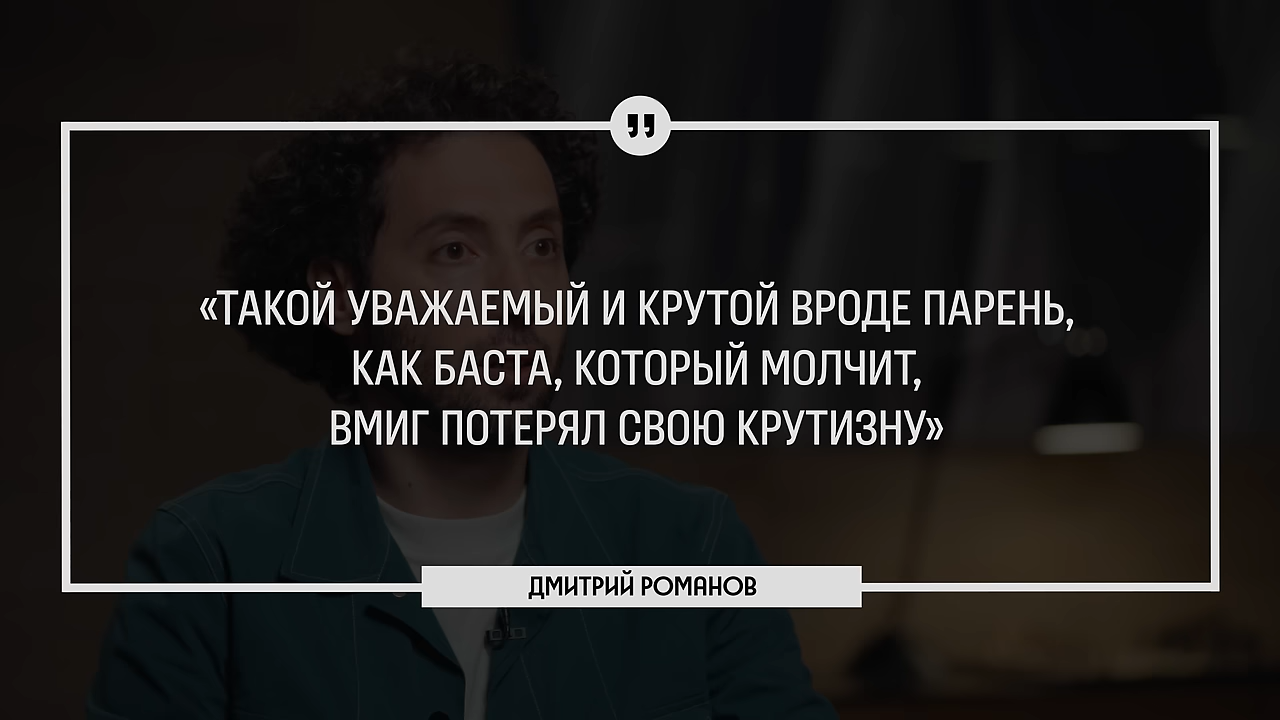 «ТАКОЙ УВАЖАЕМЫЙ И КРУТОЙ ВРОДЕ ПАРЕНЬ,
КАК БАСТА, КОТОРЫЙ МОЛЧИТ,
ВМИГ ПОТЕРЯЛ СВОЮ КРУТИЗНУ»
ДМИТРИЙ РОМАНОВ